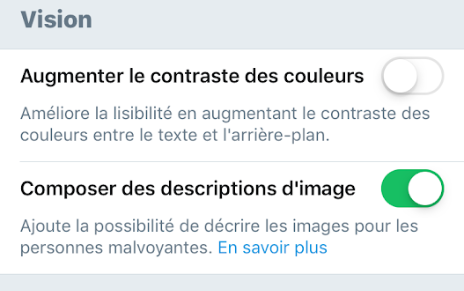 Vision
Augmenter le contraste des couleurs
Améliore la lisibilité en augmentant le contraste des
couleurs entre le texte et l'arrière-plan.
Composer des descriptions d'image
Ajoute la possibilité de décrire les images pour les
personnes malvoyantes. En savoir plus